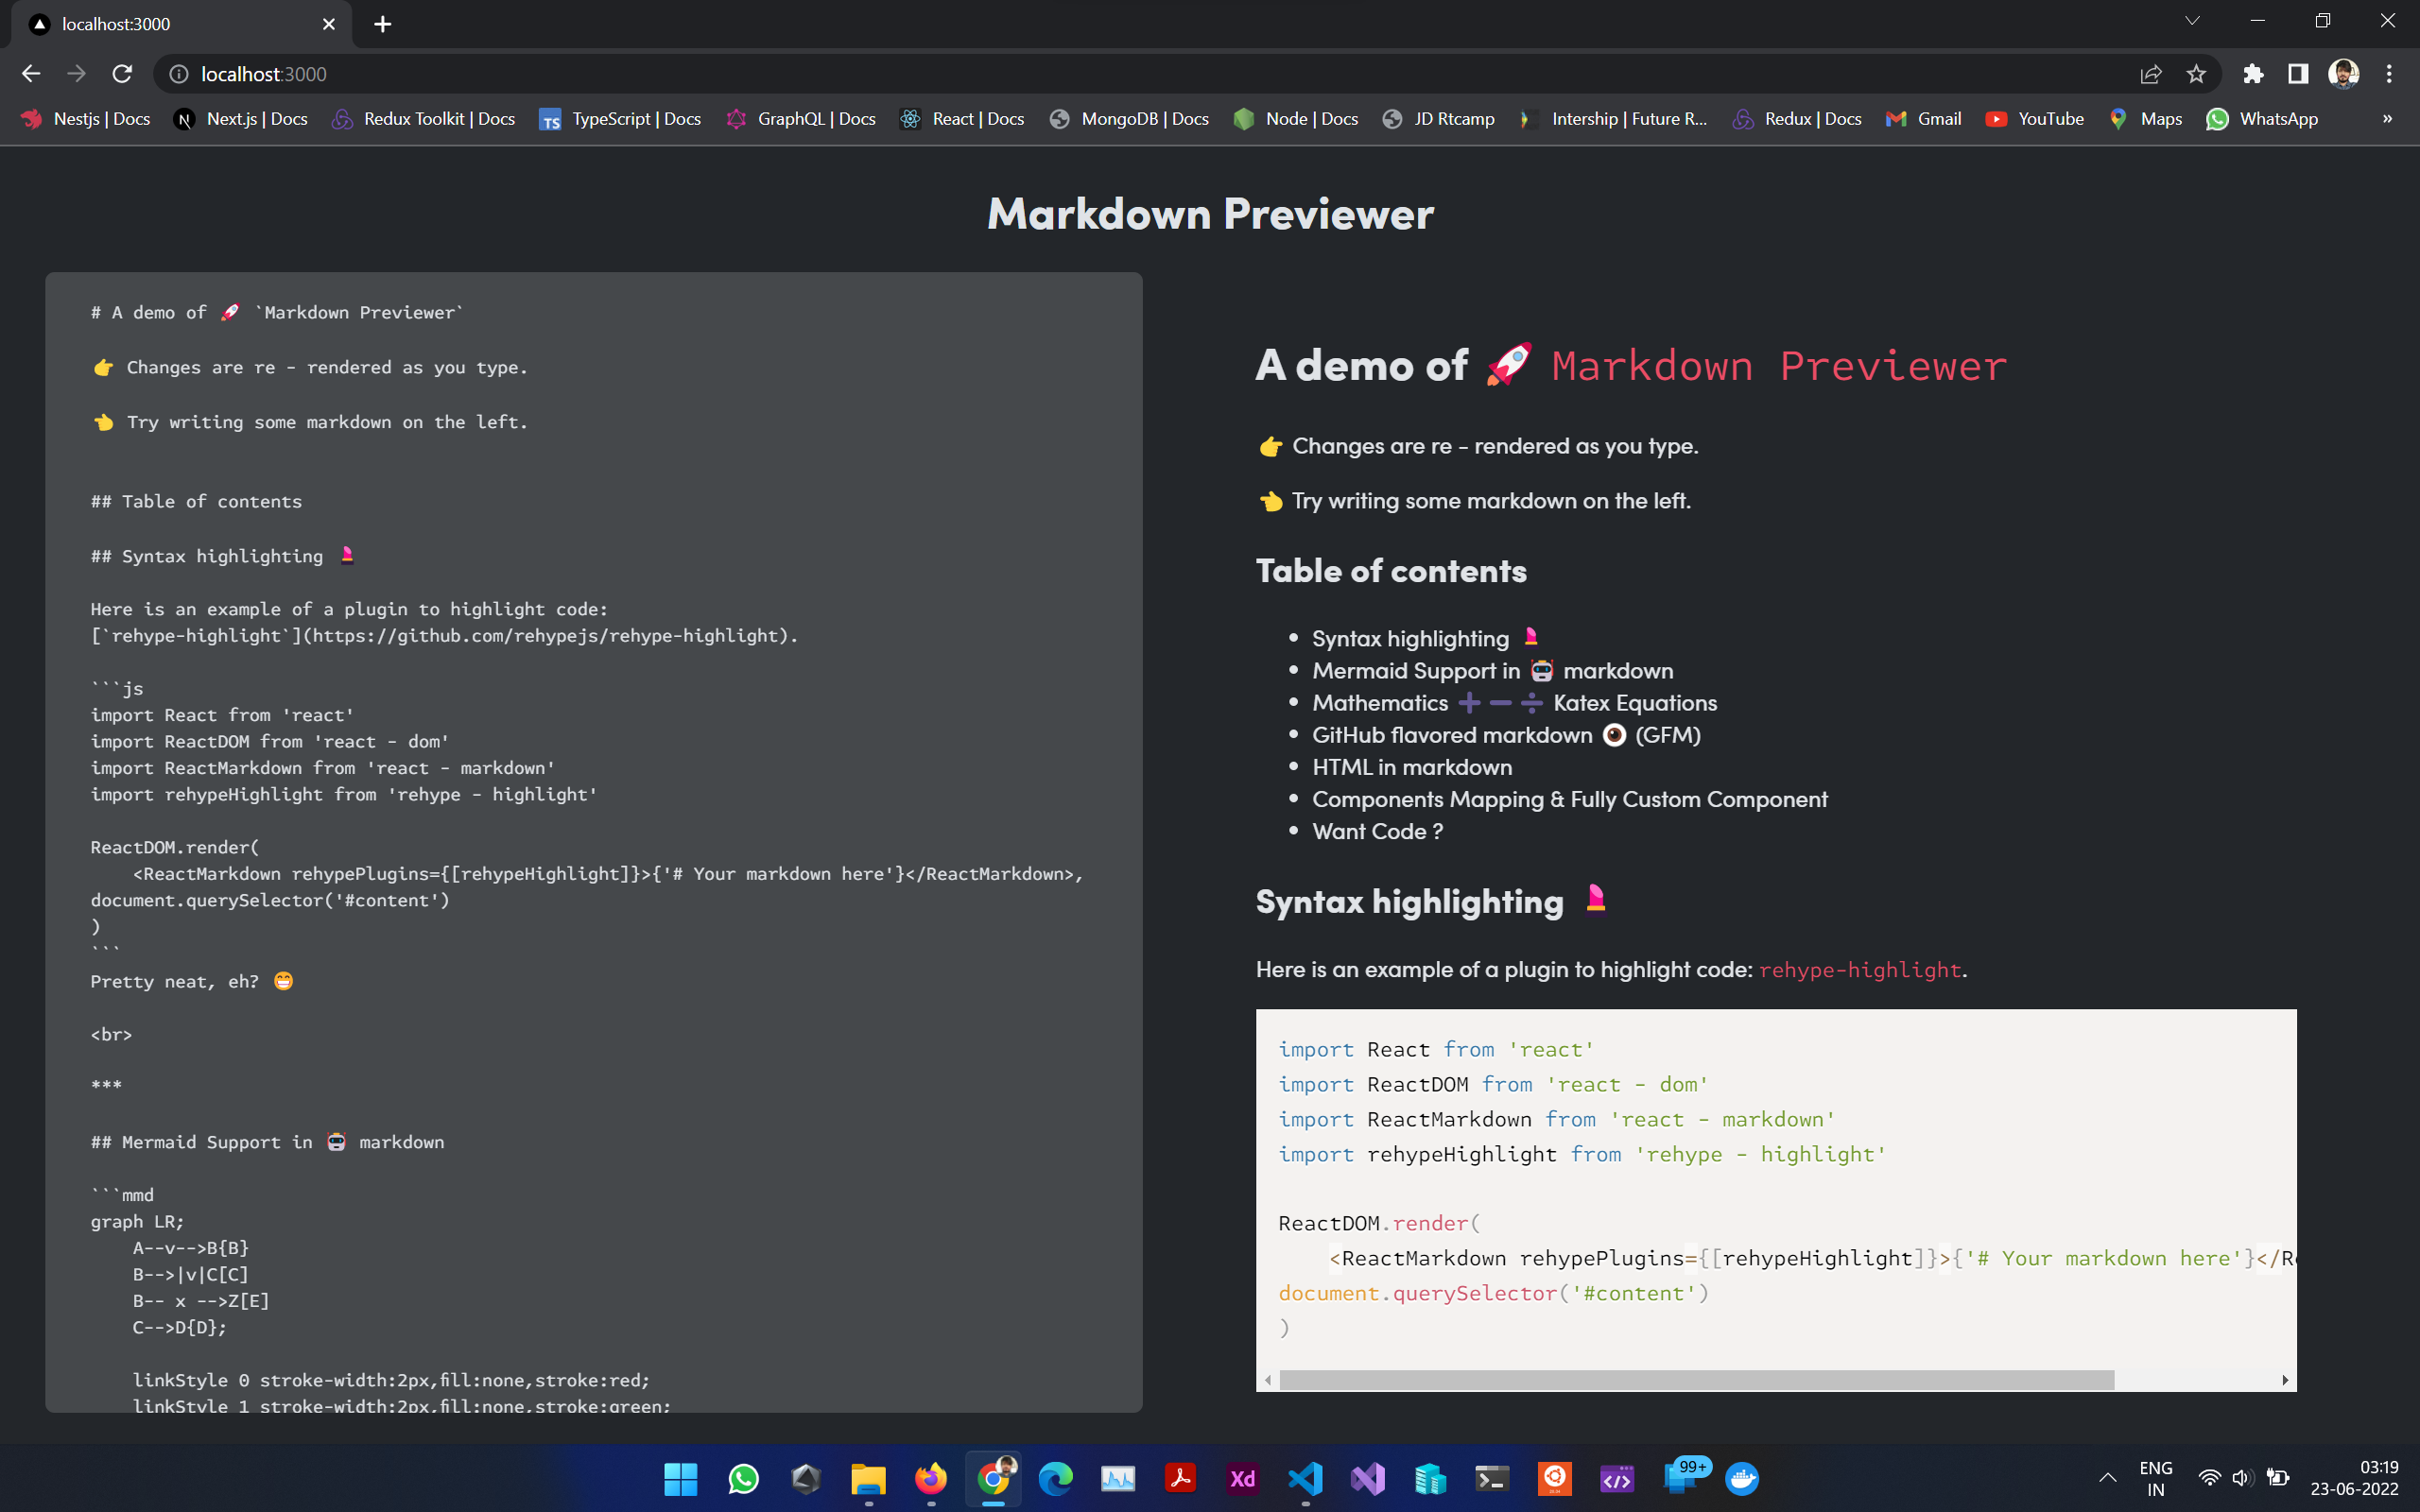 localhost:3000
localhost:3000
Nestjs | Docs
Next.js | Docs
Redux Toolkit | Docs
TS TypeScript | Docs
GraphQL | Docs
React | Docs
MongoDB | Docs
Node | Docs
JD Rtcamp
Intership | Future R...
Redux | Docs
Gmail
YouTube
Maps
WhatsApp
»
Markdown Previewer
# A demo of 🚀 `Markdown Previewer`
👉 Changes are re - rendered as you type.
👈 Try writing some markdown on the left.
## Table of contents
## Syntax highlighting 💄
Here is an example of a plugin to highlight code:
[`rehype-highlight`](https://github.com/rehypejs/rehype-highlight).
```js
import React from 'react'
import ReactDOM from 'react - dom'
import ReactMarkdown from 'react - markdown'
import rehypeHighlight from 'rehype - highlight'
ReactDOM.render(
    <ReactMarkdown rehypePlugins={[rehypeHighlight]}>{'# Your markdown here'}</ReactMarkdown>,
document.querySelector('#content')
)
```
Pretty neat, eh? 😁
<br>
***
## Mermaid Support in 🤖 markdown
```mmd
graph LR;
    A--v-->B{B}
    B-->|v|C[C]
    B-- x -->Z[E]
    C-->D{D};
    linkStyle 0 stroke-width:2px,fill:none,stroke:red;
    linkStyle 1 stroke-width:2px,fill:none,stroke:green;
A demo of 🚀 Markdown Previewer
👉 Changes are re - rendered as you type.
👈 Try writing some markdown on the left.
Table of contents
• Syntax highlighting 💄
• Mermaid Support in 🤖 markdown
• Mathematics ➕➖➗ Katex Equations
• GitHub flavored markdown 👁 (GFM)
• HTML in markdown
• Components Mapping & Fully Custom Component
• Want Code ?
Syntax highlighting 💄
Here is an example of a plugin to highlight code: rehype-highlight.
import React from 'react'
import ReactDOM from 'react - dom'
import ReactMarkdown from 'react - markdown'
import rehypeHighlight from 'rehype - highlight'
ReactDOM.render(
    <ReactMarkdown rehypePlugins={[rehypeHighlight]}>{'# Your markdown here'}</Re
document.querySelector('#content')
)
Xd
99+
ENG
IN
03:19
23-06-2022